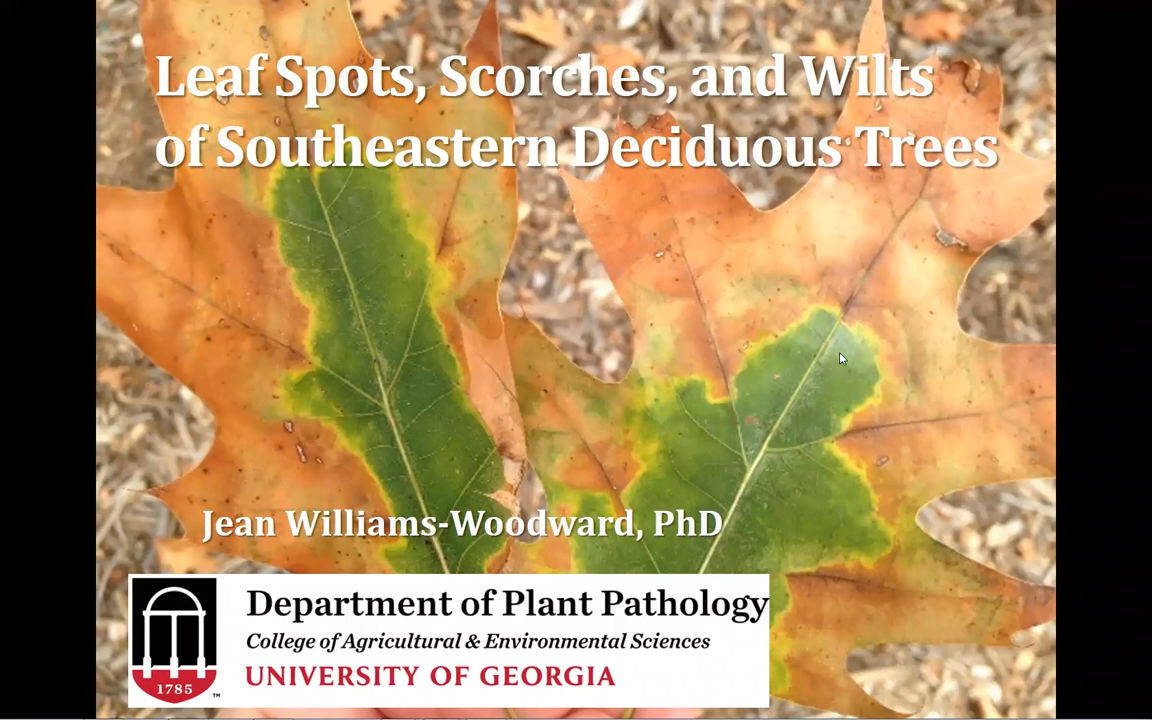 Leaf Spots, Scorches, and Wilts
of Southeastern Deciduous Trees
Jean Williams-Woodward, PhD
Department of Plant Pathology
College of Agricultural & Environmental Sciences
UNIVERSITY OF GEORGIA
1785
™